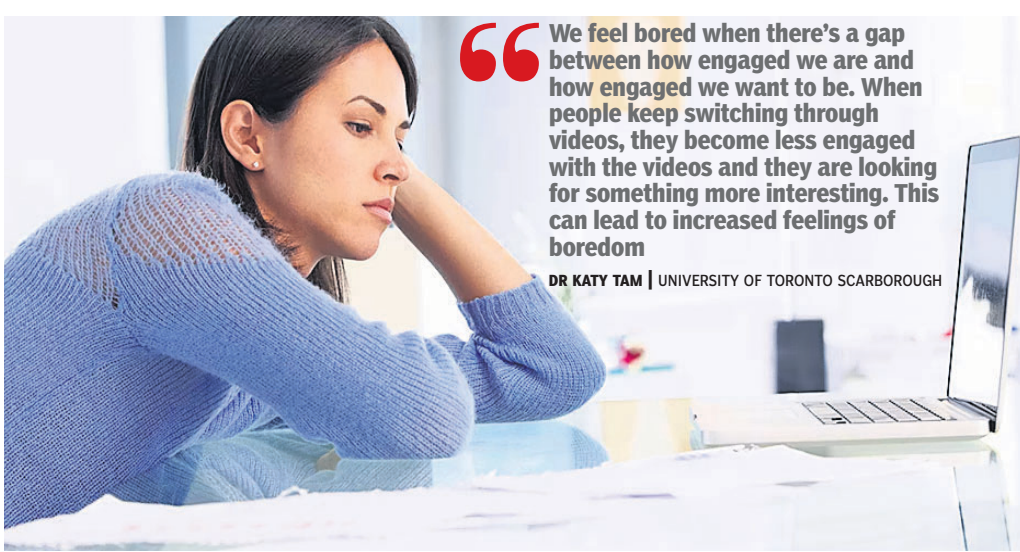 “
We feel bored when there’s a gap
between how engaged we are and
how engaged we want to be. When
people keep switching through
videos, they become less engaged
with the videos and they are looking
for something more interesting. This
can lead to increased feelings of
boredom
DR KATY TAM | UNIVERSITY OF TORONTO SCARBOROUGH